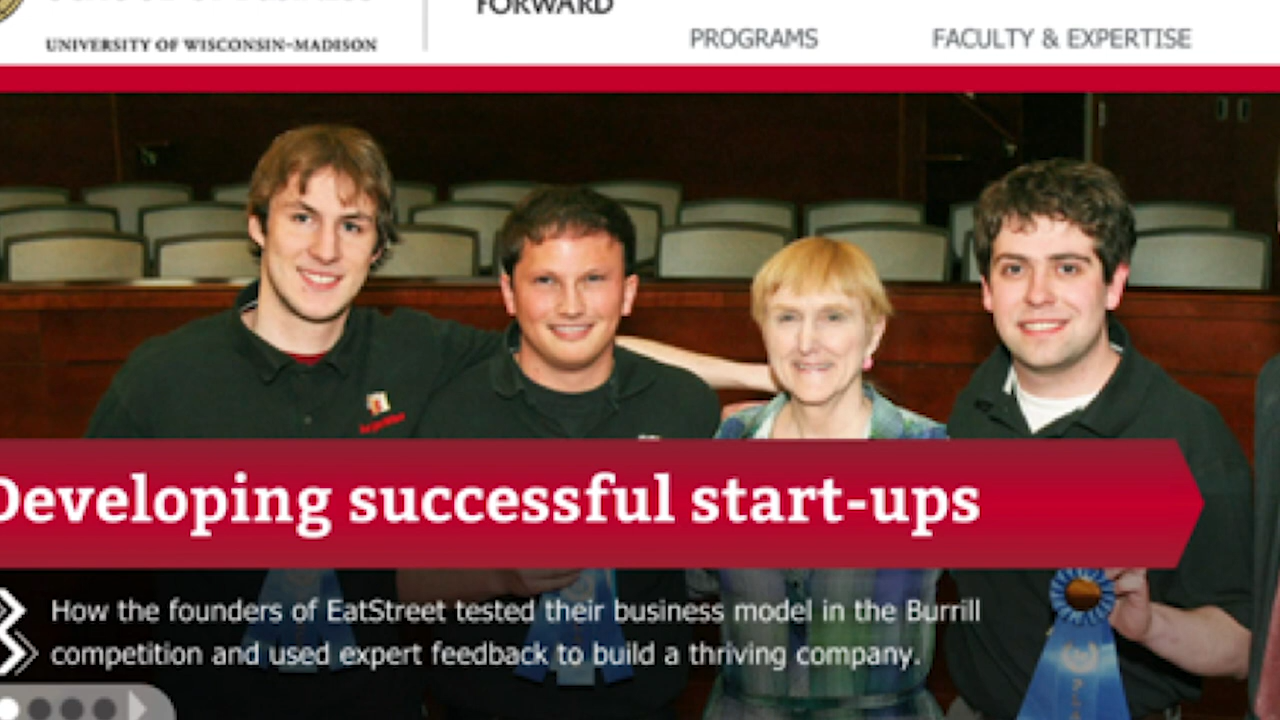 FORWARD
UNIVERSITY OF WISCONSIN–MADISON
PROGRAMS
FACULTY & EXPERTISE
Developing successful start-ups
How the founders of EatStreet tested their business model in the Burrill
competition and used expert feedback to build a thriving company.